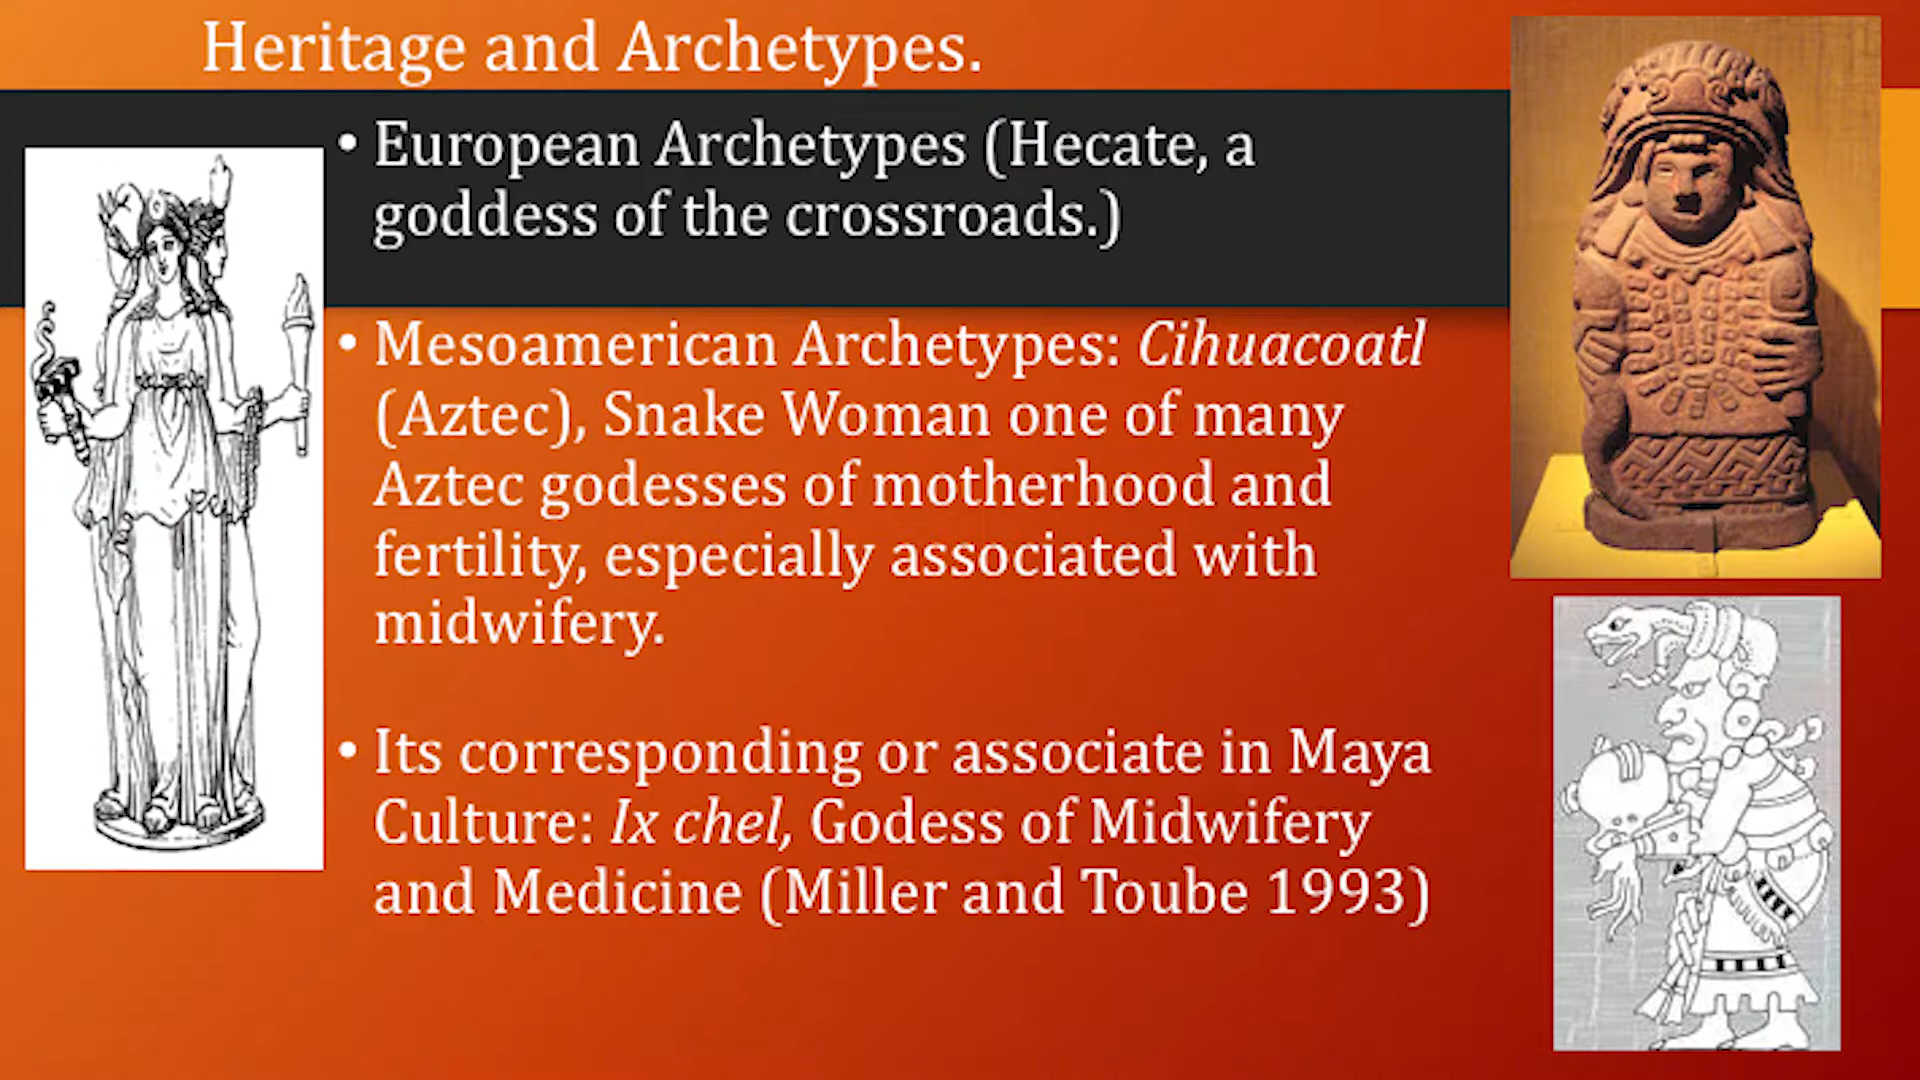 Heritage and Archetypes.
• European Archetypes (Hecate, a
goddess of the crossroads.)
• Mesoamerican Archetypes: Cihuacoatl
(Aztec), Snake Woman one of many
Aztec godesses of motherhood and
fertility, especially associated with
midwifery.
• Its corresponding or associate in Maya
Culture: Ix chel, Godess of Midwifery
and Medicine (Miller and Toube 1993)